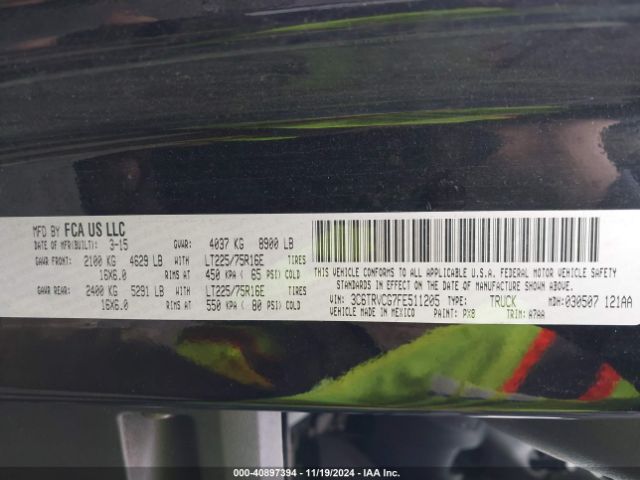 MFD BY FCA US LLC
DATE OF MFR(BUILT): 3-15 GVWR: 4037 KG 8900 LB
GAWR FRONT: 2100 KG 4629 LB WITH LT225/75R16E TIRES
16X6.0 RIMS AT 450 KPA ( 65 PSI) COLD
GAWR REAR: 2400 KG 5291 LB WITH LT225/75R16E TIRES
16X6.0 RIMS AT 550 KPA ( 80 PSI) COLD
THIS VEHICLE CONFORMS TO ALL APPLICABLE U.S.A. FEDERAL MOTOR VEHICLE SAFETY
STANDARDS IN EFFECT ON THE DATE OF MANUFACTURE SHOWN ABOVE.
VIN: 3C6TRVCG7FE511205 TYPE: TRUCK MDH: 030507 121AA
VEHICLE MADE IN MEXICO PAINT: PX8 TRIM: A7AA
000-40897394 - 11/19/2024 - IAA Inc.